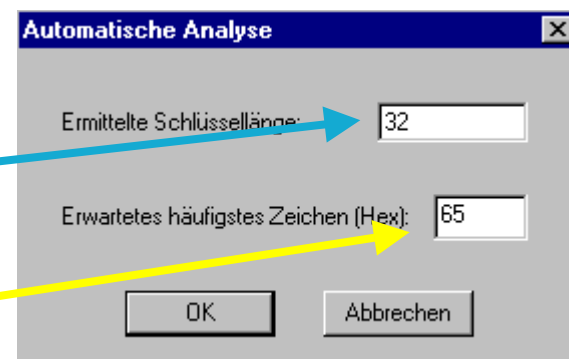 Automatische Analyse
Ermittelte Schlüssellänge: 32
Erwartetes häufigstes Zeichen (Hex): 65
OK Abbrechen